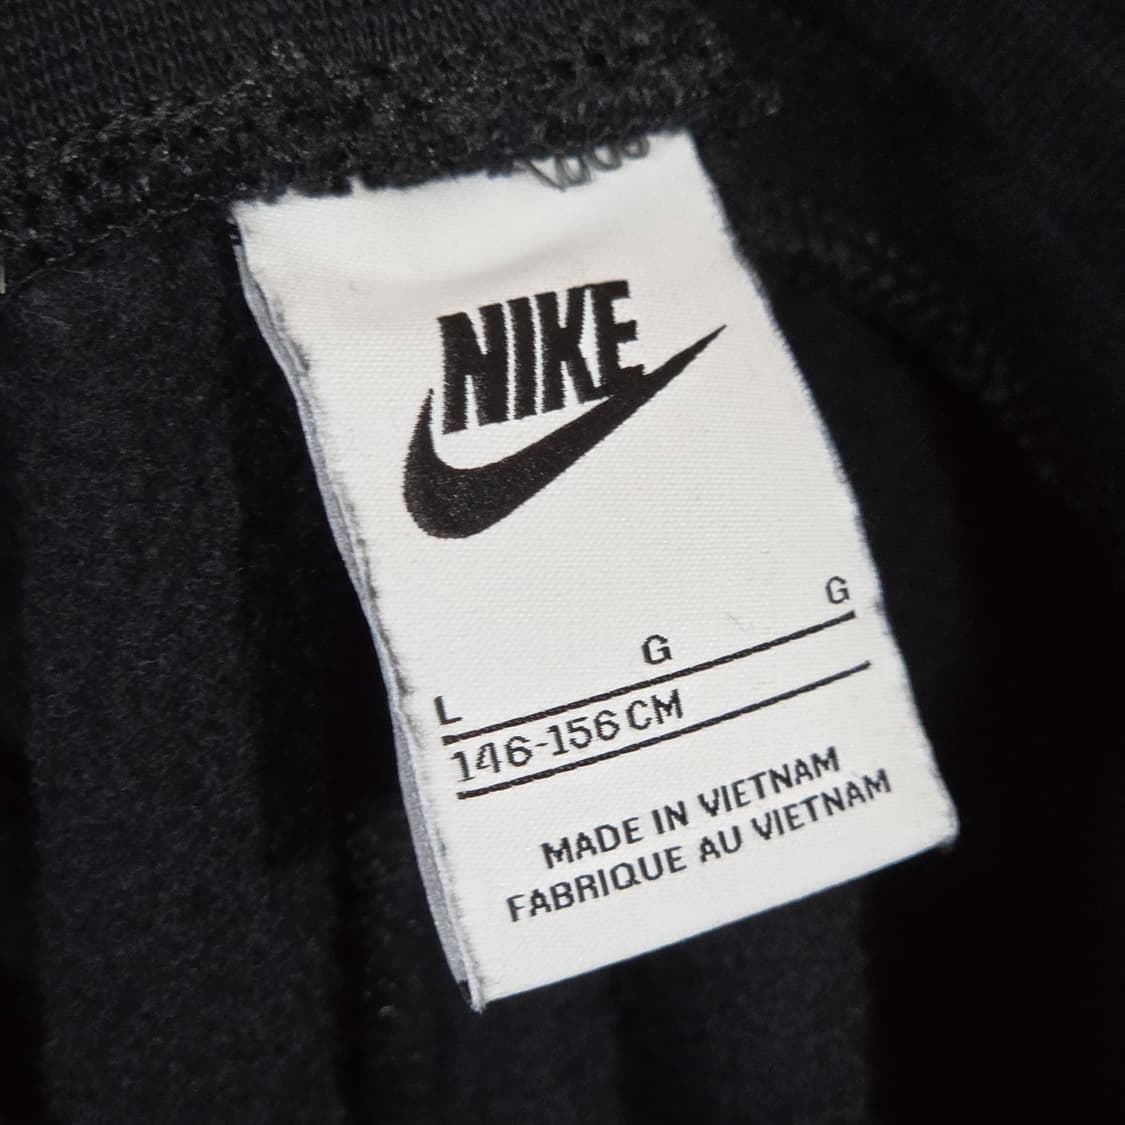 NIKE
L G G
146-156 CM
MADE IN VIETNAM
FABRIQUE AU VIETNAM